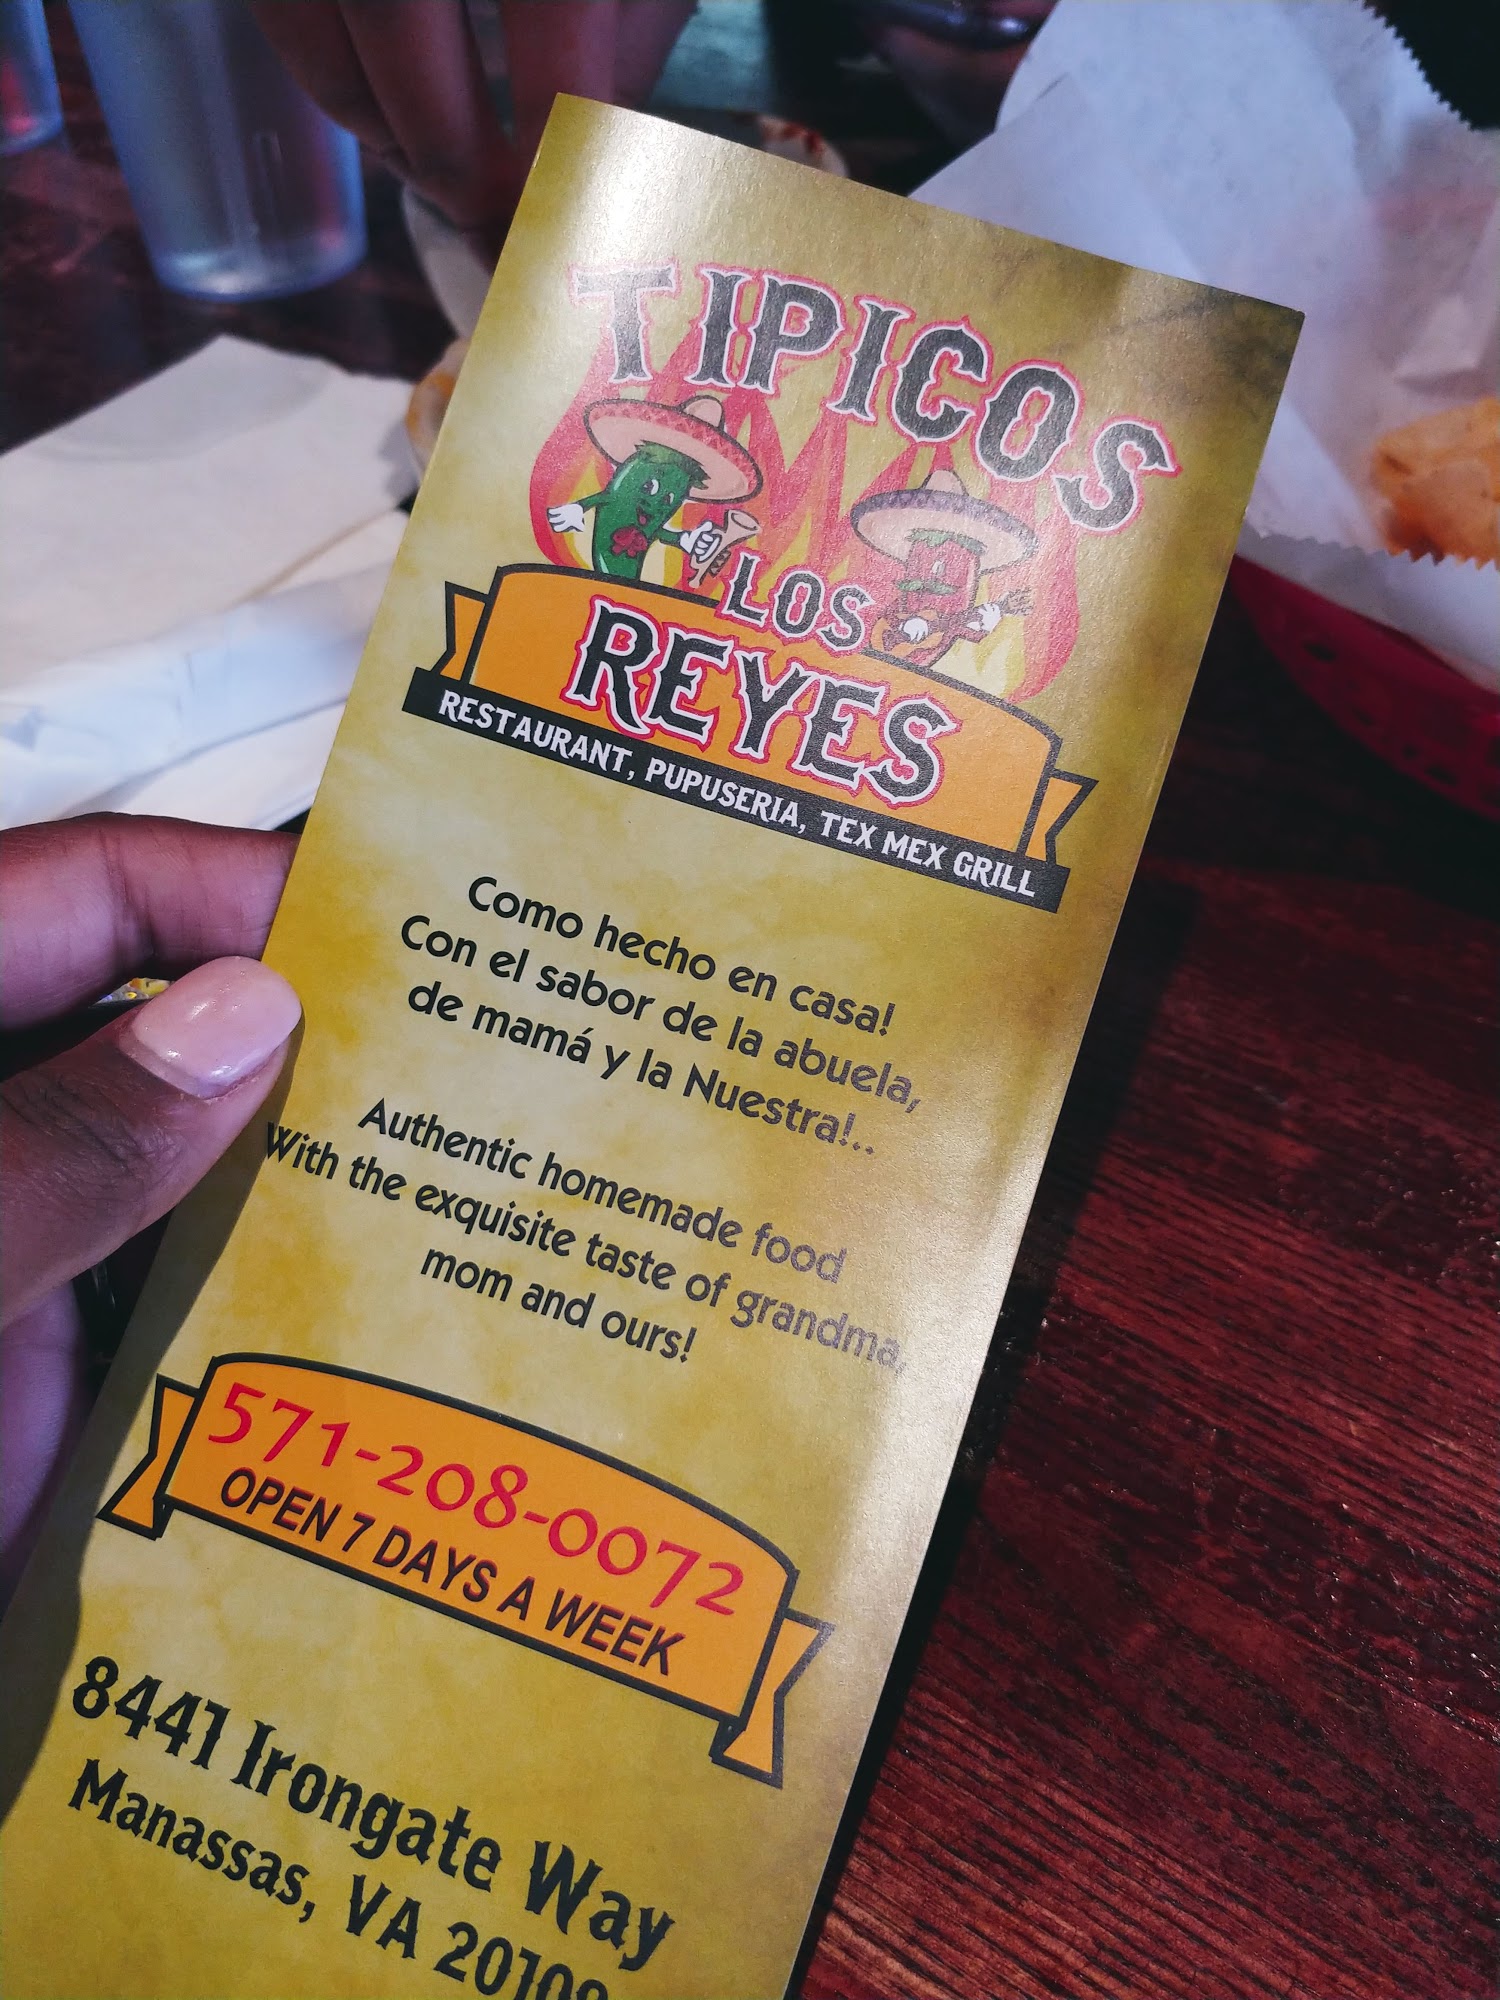 TIPICOS
LOS
REYES
RESTAURANT, PUPUSERIA, TEX MEX GRILL
Como hecho en casa!
Con el sabor de la abuela,
de mamá y la Nuestra!..
Authentic homemade food
With the exquisite taste of grandma,
mom and ours!
571-208-0072
OPEN 7 DAYS A WEEK
8441 Irongate Way
Manassas, VA 20109